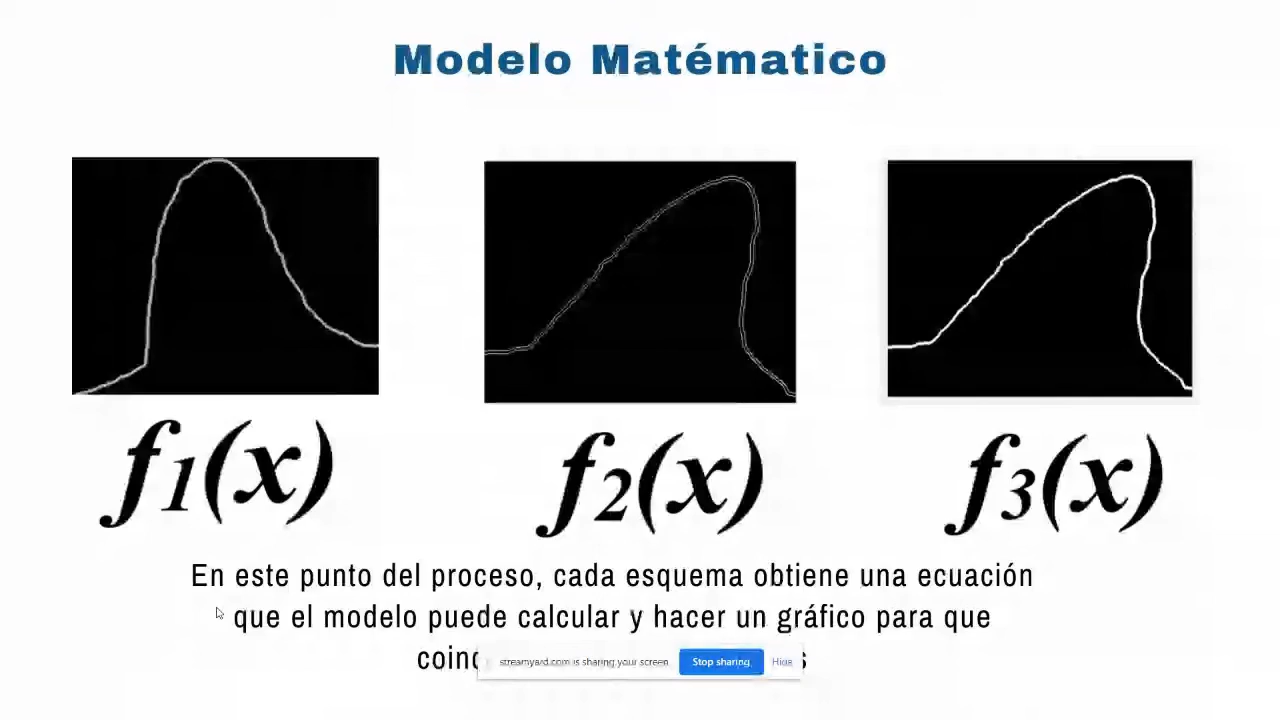 Modelo Matématico
f1(x)
f2(x)
f3(x)
En este punto del proceso, cada esquema obtiene una ecuación
que el modelo puede calcular y hacer un gráfico para que
streamyard.com is sharing your screen.
Stop sharing
Hide